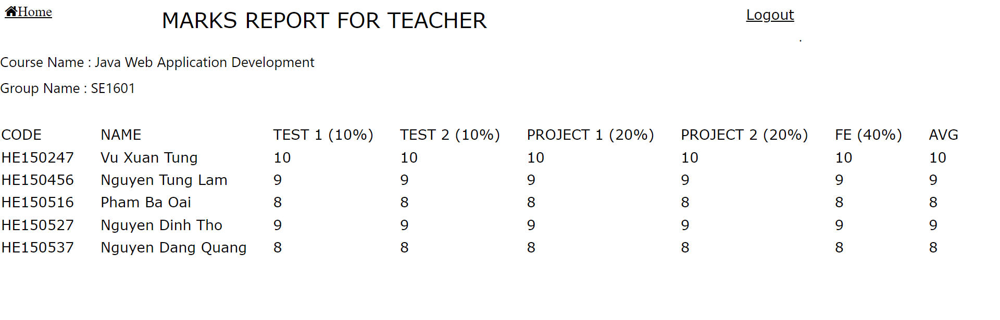 Home
MARKS REPORT FOR TEACHER
Logout
.
Course Name : Java Web Application Development
Group Name : SE1601
CODE NAME TEST 1 (10%) TEST 2 (10%) PROJECT 1 (20%) PROJECT 2 (20%) FE (40%) AVG
HE150247 Vu Xuan Tung 10 10 10 10 10 10
HE150456 Nguyen Tung Lam 9 9 9 9 9 9
HE150516 Pham Ba Oai 8 8 8 8 8 8
HE150527 Nguyen Dinh Tho 9 9 9 9 9 9
HE150537 Nguyen Dang Quang 8 8 8 8 8 8